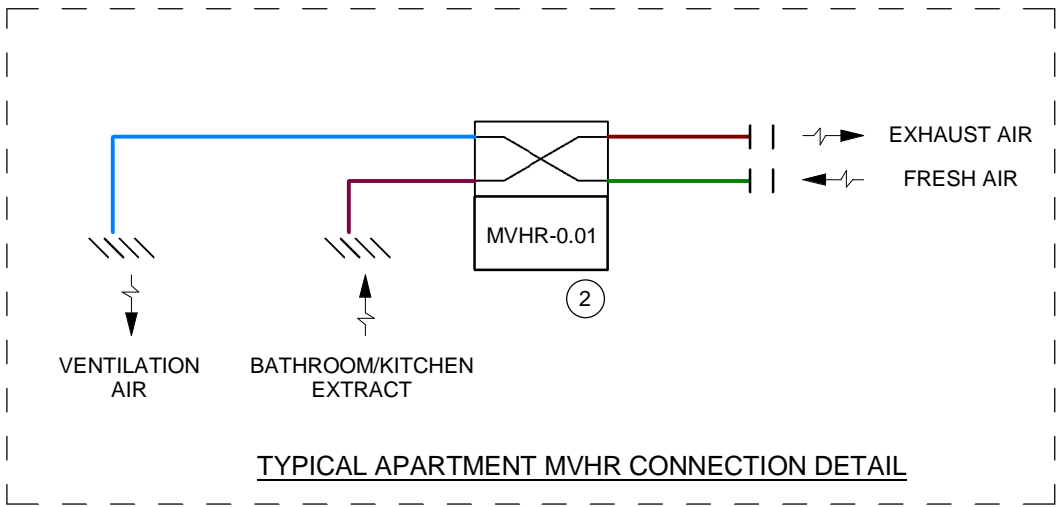 EXHAUST AIR
FRESH AIR
MVHR-0.01
2
VENTILATION
AIR
BATHROOM/KITCHEN
EXTRACT
TYPICAL APARTMENT MVHR CONNECTION DETAIL